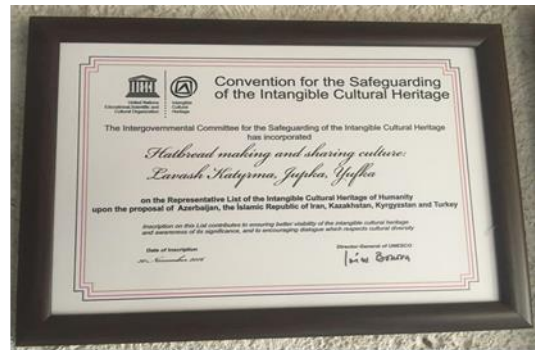 United Nations
Educational, Scientific and
Cultural Organization
Intangible
Cultural
Heritage
Convention for the Safeguarding
of the Intangible Cultural Heritage
The Intergovernmental Committee for the Safeguarding of the Intangible Cultural Heritage
has incorporated
Flatbread making and sharing culture:
Lavash, Katyrma, Jupka, Yufka
on the Representative List of the Intangible Cultural Heritage of Humanity
upon the proposal of Azerbaijan, the Islamic Republic of Iran, Kazakhstan, Kyrgyzstan and Turkey
Inscription on this List contributes to ensuring better visibility of the intangible cultural heritage
and awareness of its significance, and to encouraging dialogue which respects cultural diversity
Date of inscription
Director-General of UNESCO
30 November 2016
Irina Bokova